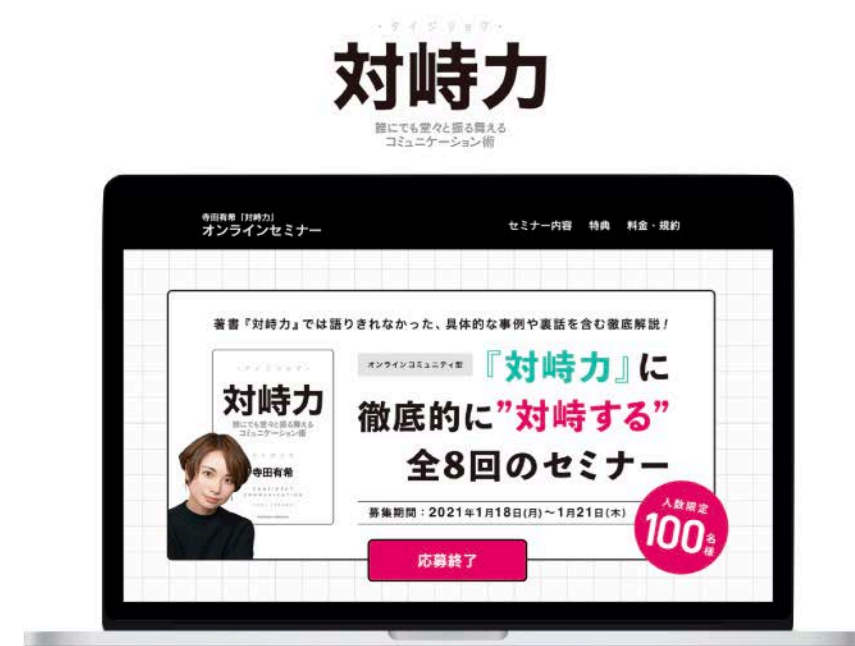 ・タイジリョク・
対峙力
誰にでも堂々と振る舞える
コミュニケーション術
寺田有希「対峙力」
オンラインセミナー
セミナー内容 特典 料金・規約
著書『対峙力』では語りきれなかった、具体的な事例や裏話を含む徹底解説!
オンラインコミュニティ型
『対峙力』に
徹底的に”対峙する”
全8回のセミナー
募集期間：2021年1月18日(月)〜1月21日(木)
人数限定
100名様
応募終了
・タイジリョク・
対峙力
誰にでも堂々と振る舞える
コミュニケーション術
寺田有希
CONFIDENT
COMMUNICATION